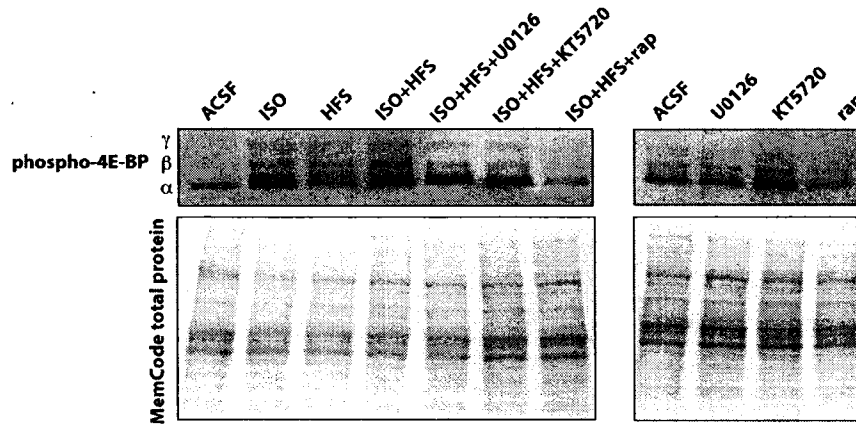 ACSF
ISO
HFS
ISO+HFS
ISO+HFS+U0126
ISO+HFS+KT5720
ISO+HFS+rap
ACSF
U0126
KT5720
rap
phospho-4E-BP
γ
β
α
MemCode total protein